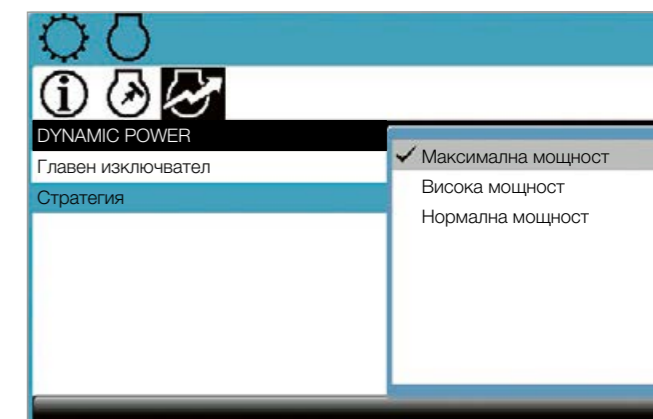 DYNAMIC POWER
Главен изключвател
Стратегия
Максимална мощност
Висока мощност
Нормална мощност